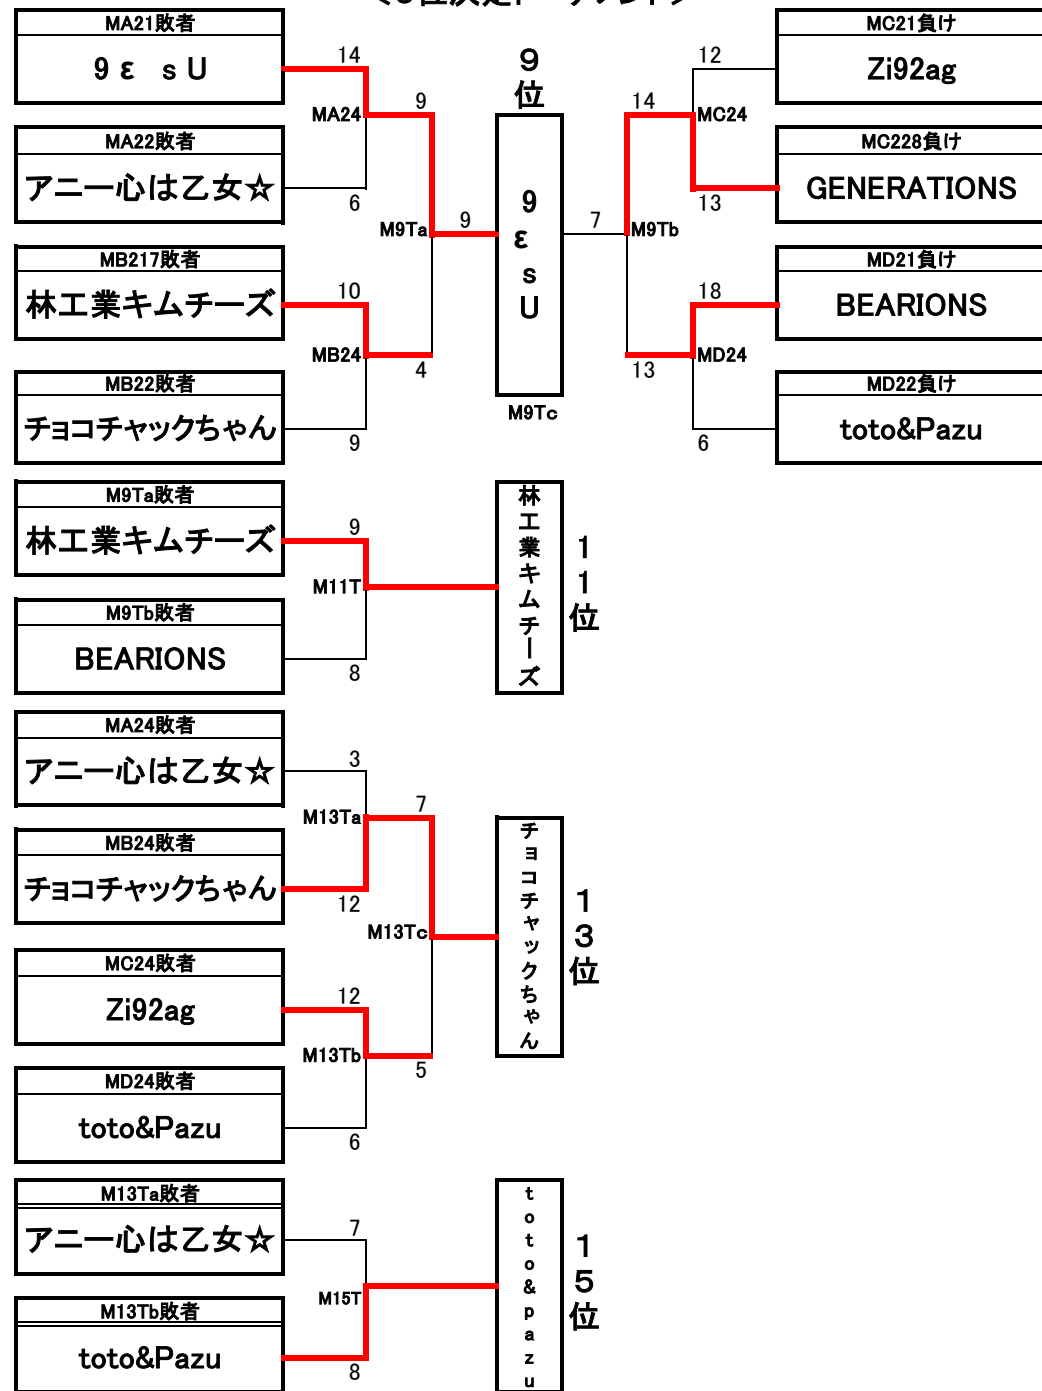 MA21敗者
9ε sU
14
MA24
MA22敗者
アニー心は乙女☆
6
9
M9Ta
MB217敗者
林工業キムチーズ
10
MB24
4
MB22敗者
チョコチャックちゃん
9
9
9位
9εsU
M9Tc
7
M9Tb
14
13
MC21負け
Zi92ag
12
MC24
MC228負け
GENERATIONS
13
MD21負け
BEARIONS
18
MD24
MD22負け
toto&Pazu
6
M9Ta敗者
林工業キムチーズ
9
M11T
M9Tb敗者
BEARIONS
8
林工業キムチーズ
11位
MA24敗者
アニー心は乙女☆
3
M13Ta
7
MB24敗者
チョコチャックちゃん
12
M13Tc
チョコチャックちゃん
13位
MC24敗者
Zi92ag
12
M13Tb
5
MD24敗者
toto&Pazu
6
M13Ta敗者
アニー心は乙女☆
7
M15T
M13Tb敗者
toto&Pazu
8
toto&pazu
15位